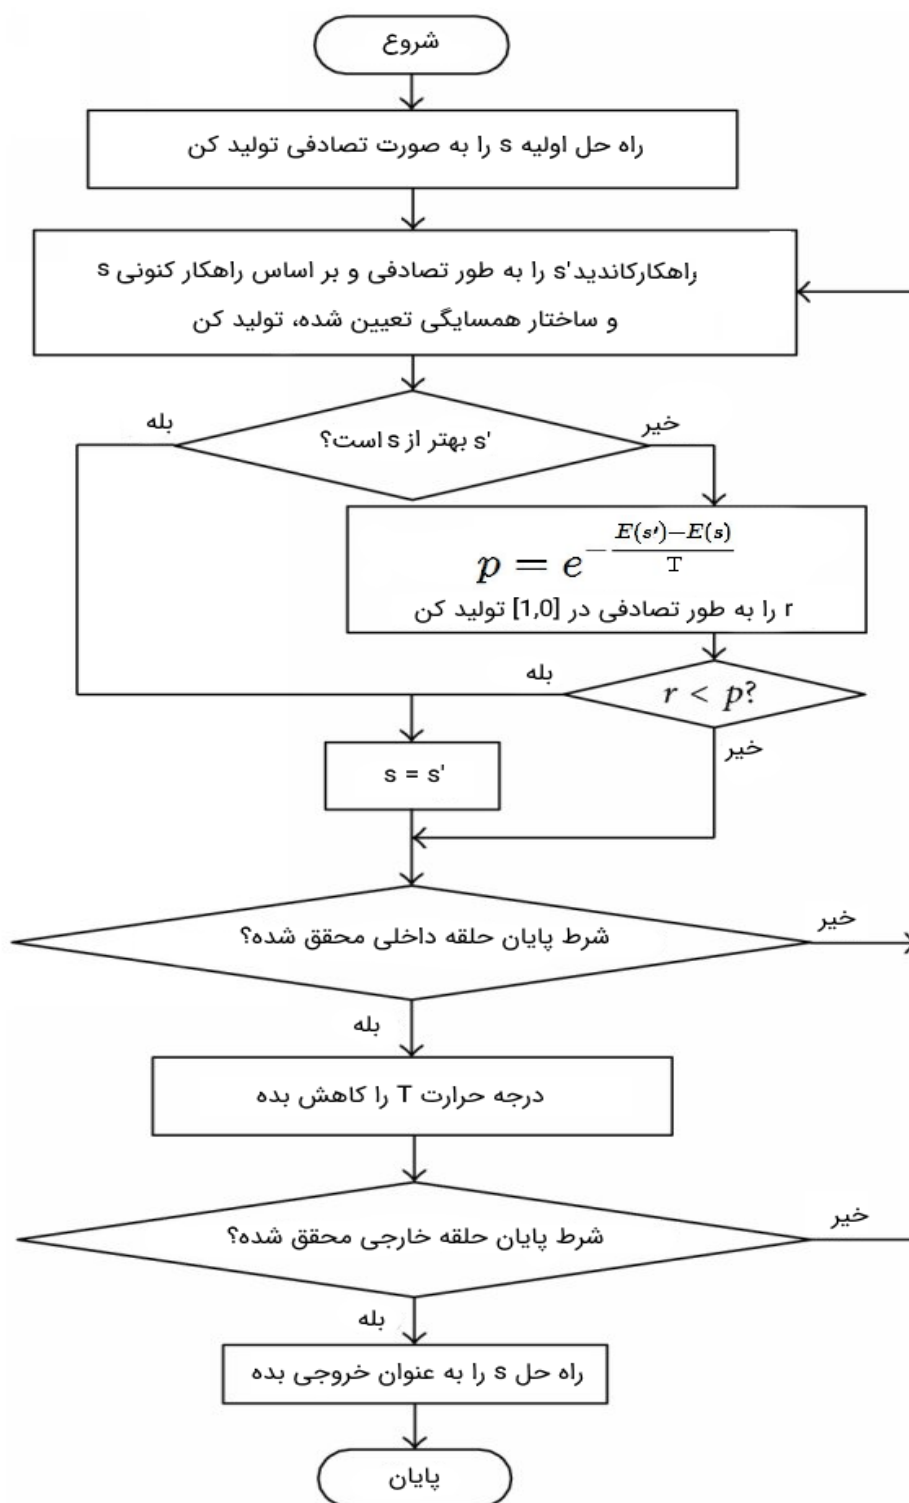 شروع
راه حل اولیه s را به صورت تصادفی تولید کن
راهکارکاندید s' را به طور تصادفی و بر اساس راهکار کنونی s
و ساختار همسایگی تعیین شده، تولید کن
بله
خیر
s' بهتر از s است؟
p = e^{-\frac{E(s')-E(s)}{T}}
r را به طور تصادفی در [1,0] تولید کن
بله
r < p?
خیر
s = s'
خیر
شرط پایان حلقه داخلی محقق شده؟
بله
درجه حرارت T را کاهش بده
خیر
شرط پایان حلقه خارجی محقق شده؟
بله
راه حل s را به عنوان خروجی بده
پایان